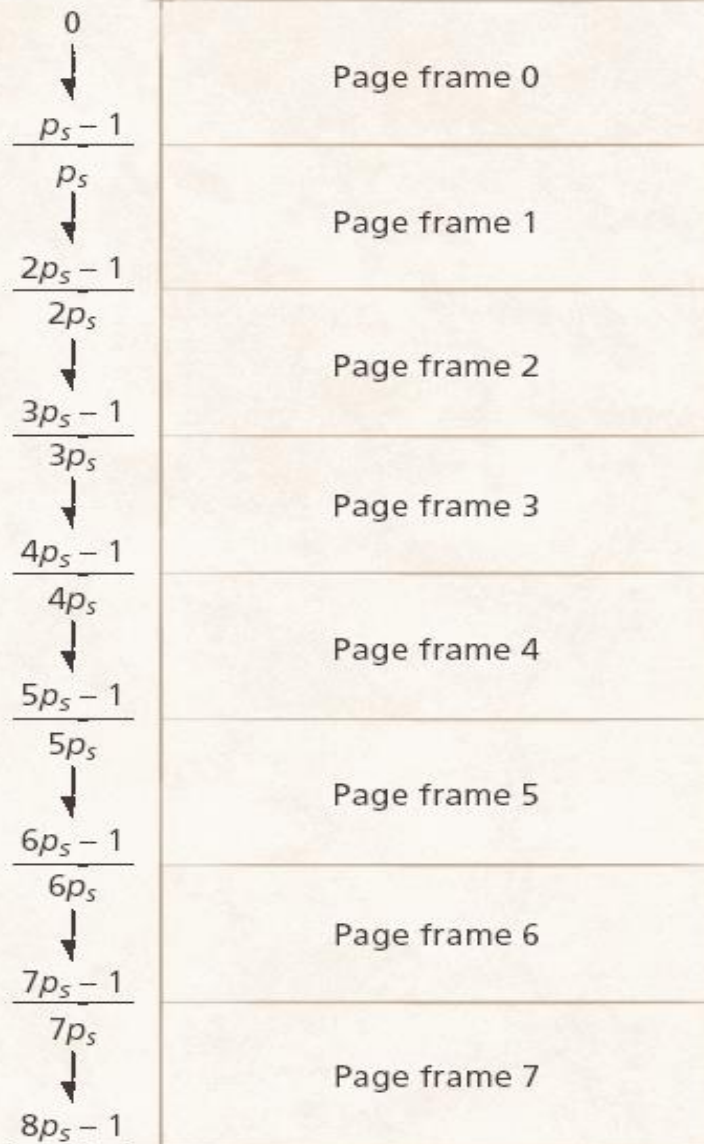 0
Page frame 0
pₛ – 1
pₛ
Page frame 1
2pₛ – 1
2pₛ
Page frame 2
3pₛ – 1
3pₛ
Page frame 3
4pₛ – 1
4pₛ
Page frame 4
5pₛ – 1
5pₛ
Page frame 5
6pₛ – 1
6pₛ
Page frame 6
7pₛ – 1
7pₛ
Page frame 7
8pₛ – 1